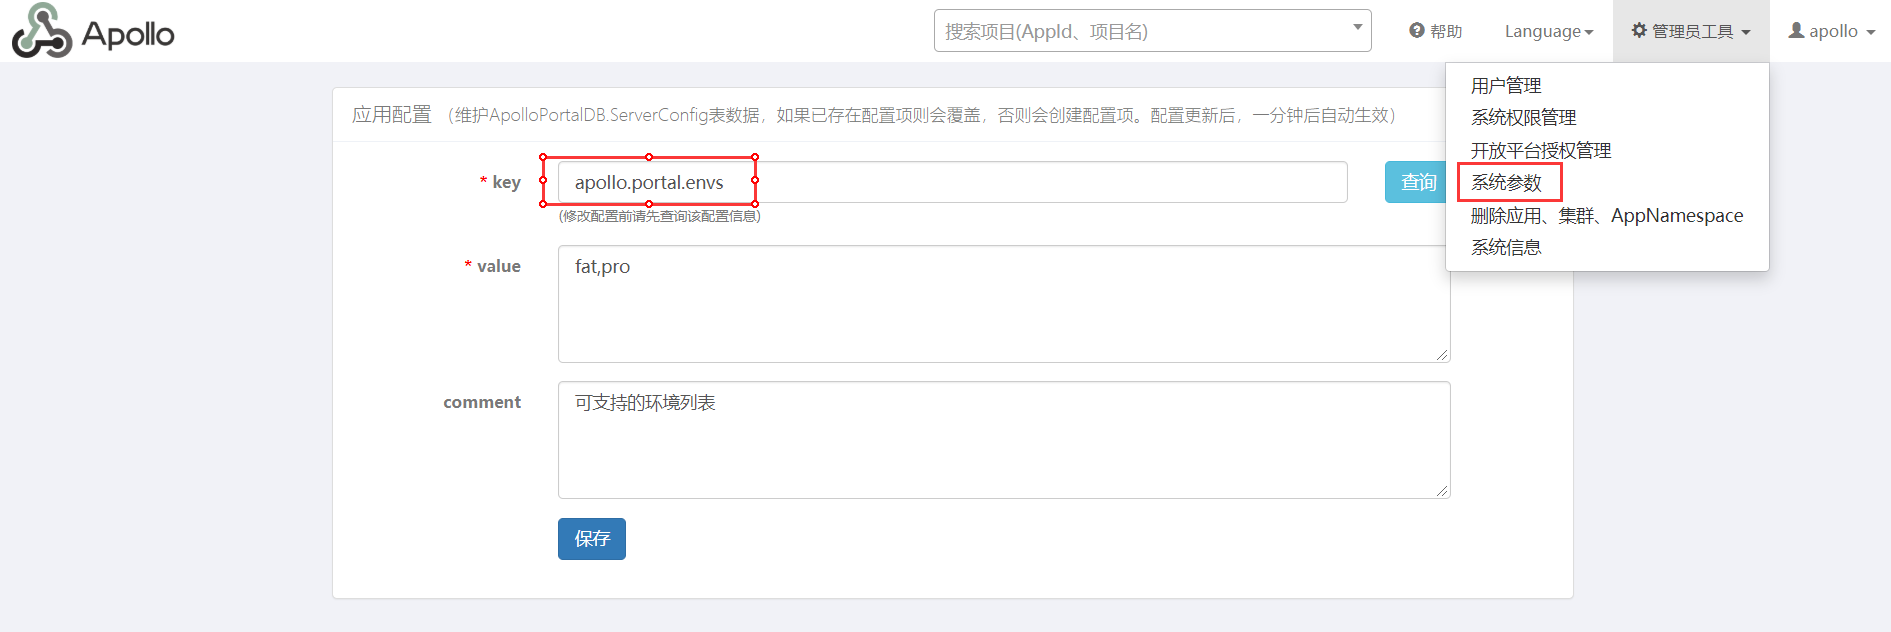 Apollo
搜索项目(AppId、项目名)
帮助
Language
管理员工具
apollo
用户管理
系统权限管理
开放平台授权管理
系统参数
删除应用、集群、AppNamespace
系统信息
应用配置 （维护ApolloPortalDB.ServerConfig表数据，如果已存在配置项则会覆盖，否则会创建配置项。配置更新后，一分钟后自动生效）
* key
apollo.portal.envs
查询
(修改配置前请先查询该配置信息)
* value
fat,pro
comment
可支持的环境列表
保存